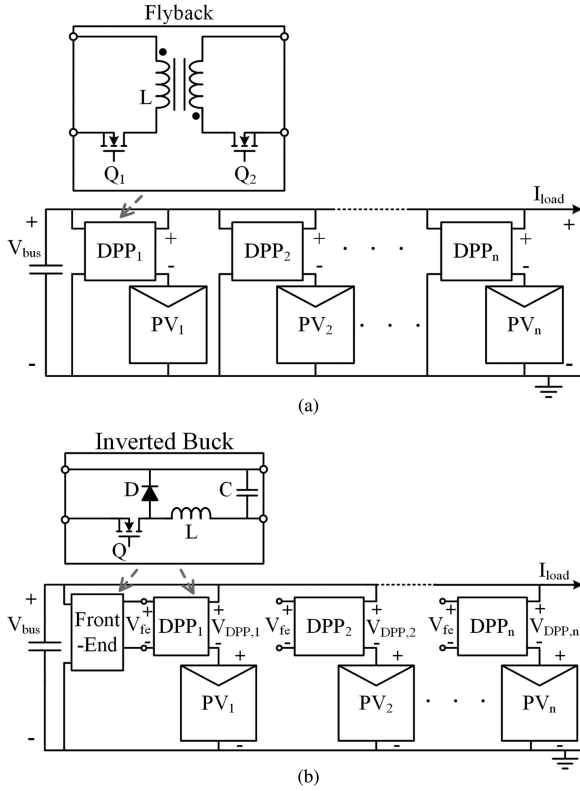 Flyback
L
Q1 Q2
Iload
+ + + + +
Vbus DPP1 DPP2 · · · DPPn
- - -
PV1 PV2 · · · PVn
- -
(a)
Inverted Buck
D C
L
Q
Iload
+ Front -End + DPP1 + + DPP2 + + DPPn +
Vbus Vfe VDPP,1 Vfe VDPP,2 Vfe VDPP,n
- - - - - -
+ + +
PV1 PV2 · · · PVn
- - - -
(b)